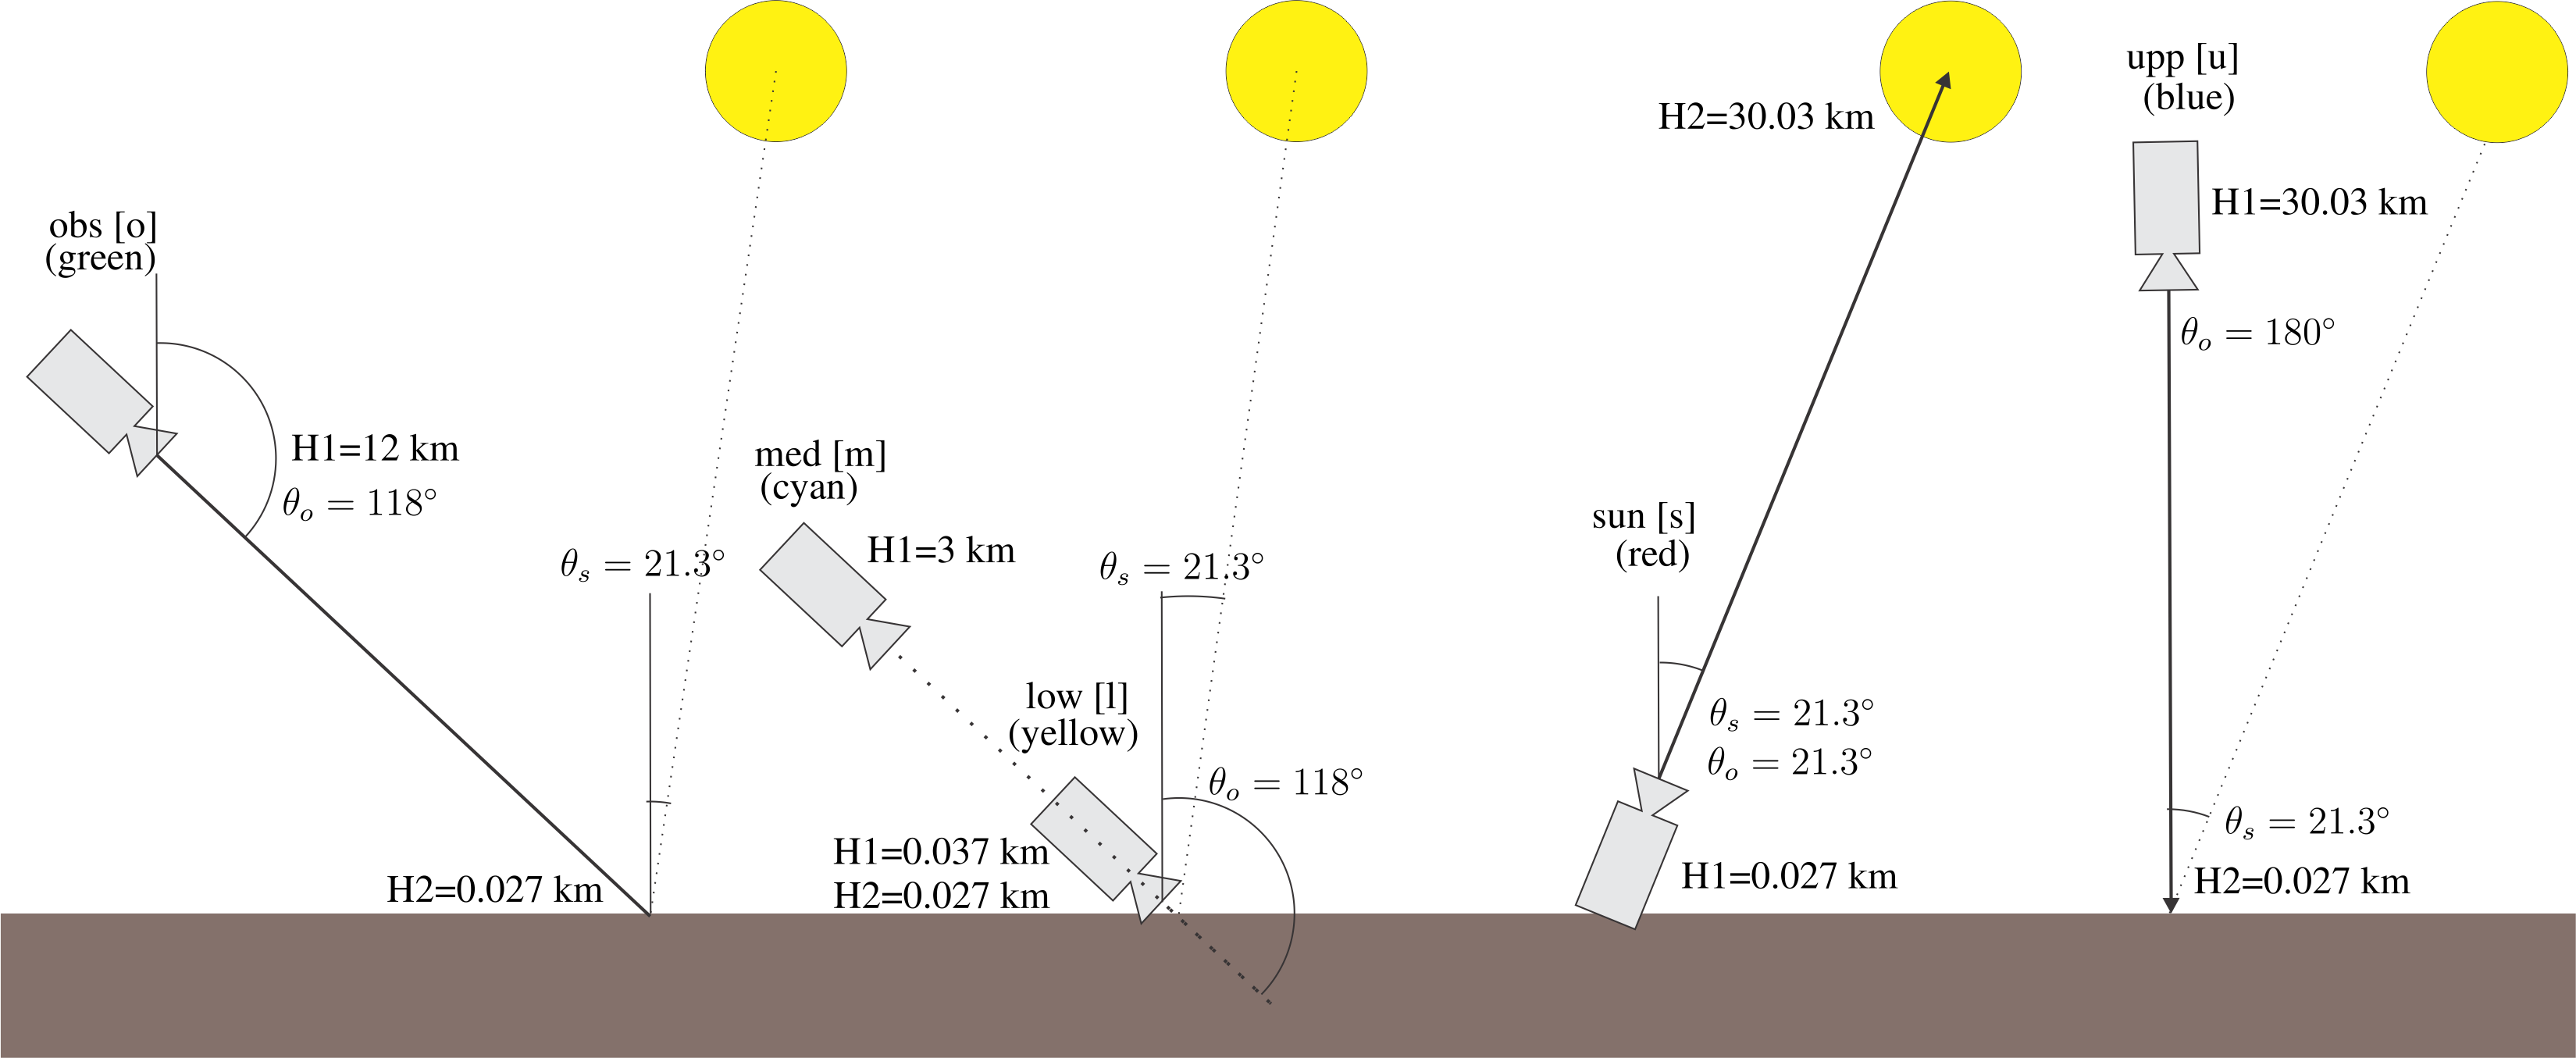 obs [o]
(green)
H1=12 km
θo = 118°
θs = 21.3°
H2=0.027 km
med [m]
(cyan)
H1=3 km
low [l]
(yellow)
θs = 21.3°
θo = 118°
H1=0.037 km
H2=0.027 km
H2=30.03 km
sun [s]
(red)
θs = 21.3°
θo = 21.3°
H1=0.027 km
upp [u]
(blue)
H1=30.03 km
θo = 180°
θs = 21.3°
H2=0.027 km